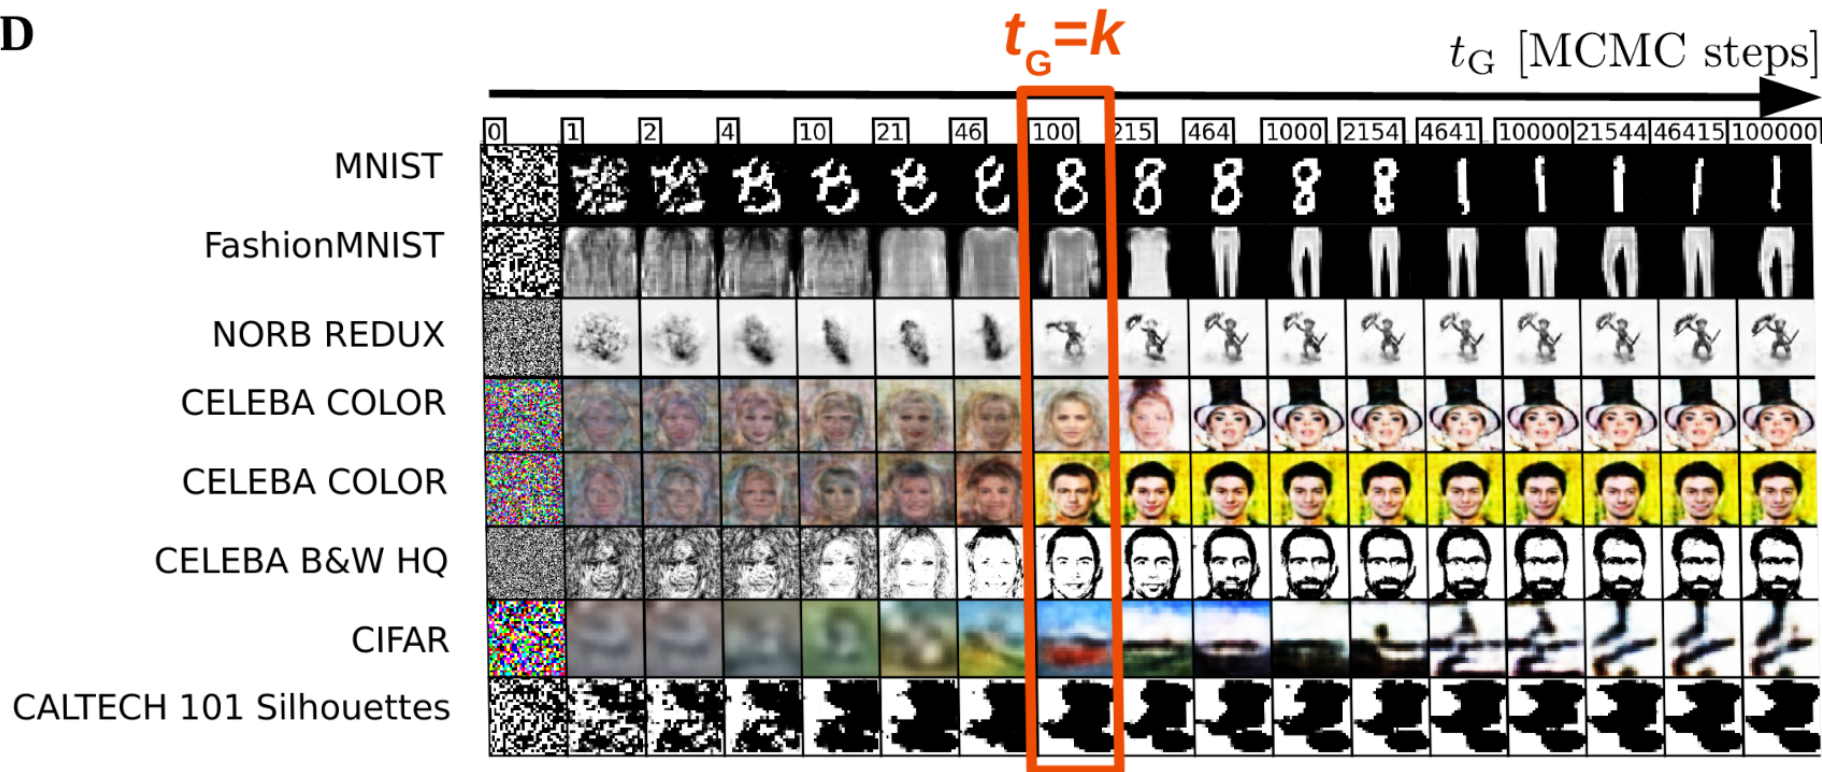 D
t_G=k
t_G [MCMC steps]
0 1 2 4 10 21 46 100 215 464 1000 2154 4641 10000 21544 46415 100000
MNIST
FashionMNIST
NORB REDUX
CELEBA COLOR
CELEBA COLOR
CELEBA B&W HQ
CIFAR
CALTECH 101 Silhouettes